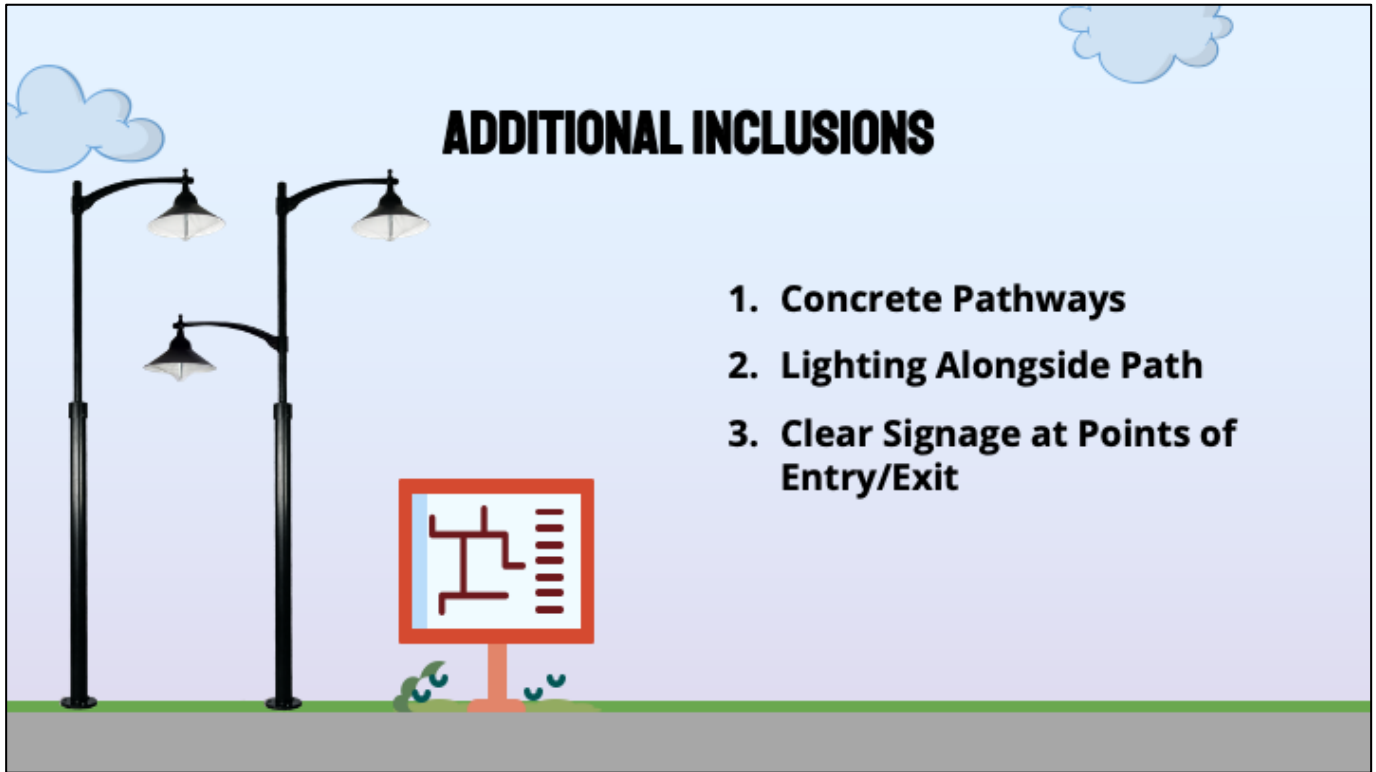 ADDITIONAL INCLUSIONS
1. Concrete Pathways
2. Lighting Alongside Path
3. Clear Signage at Points of
Entry/Exit